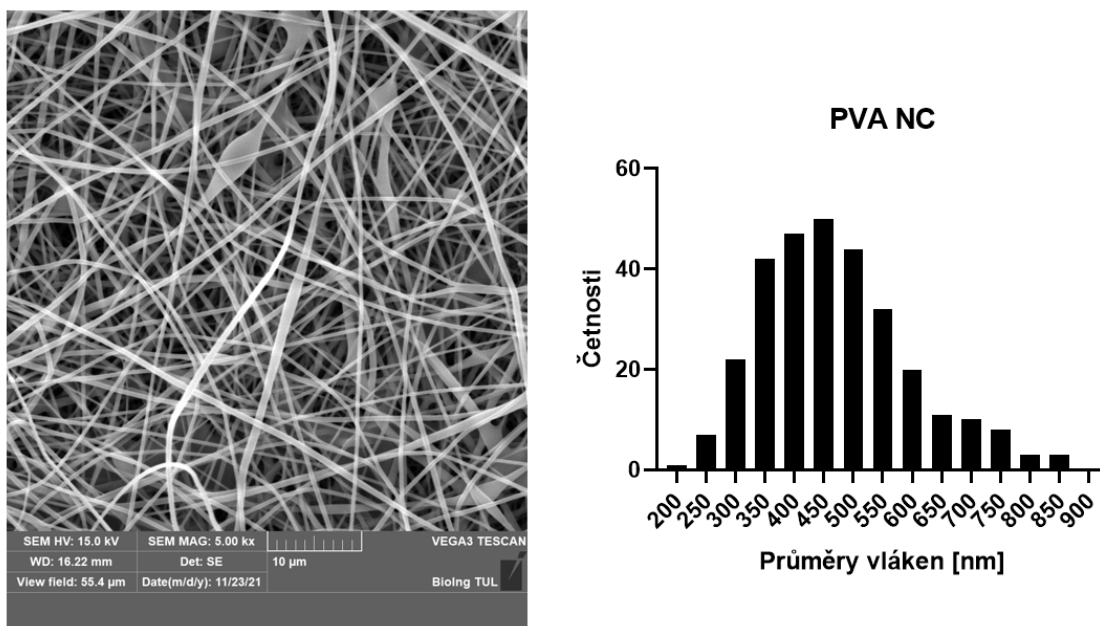 SEM HV: 15.0 kV SEM MAG: 5.00 kx VEGA3 TESCAN
WD: 16.22 mm Det: SE 10 µm
View field: 55.4 µm Date(m/d/y): 11/23/21 BioIng TUL
PVA NC
Četnosti
60
40
20
0
200 250 300 350 400 450 500 550 600 650 700 750 800 850 900
Průměry vláken [nm]